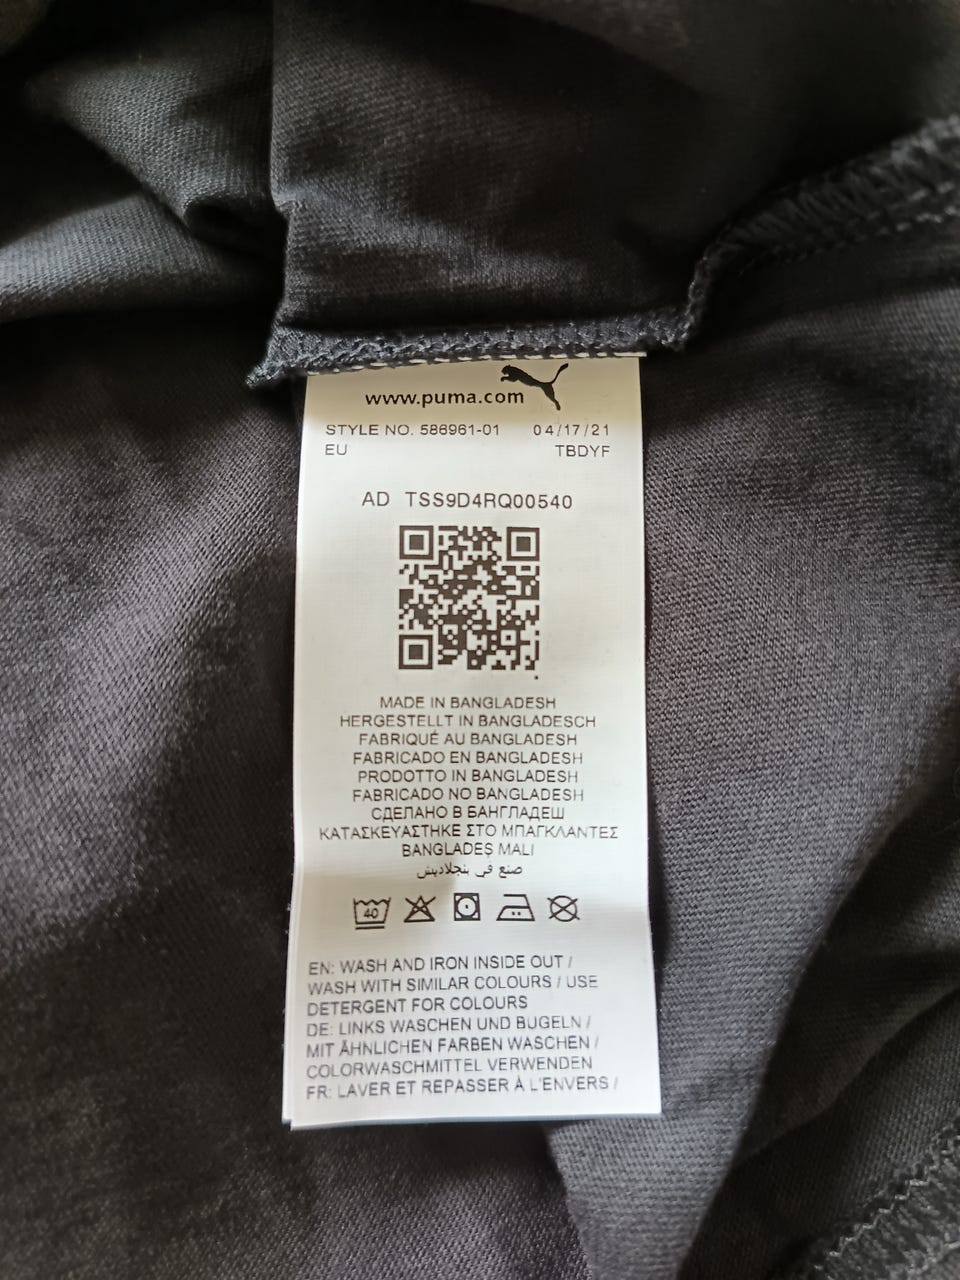 www.puma.com
STYLE NO. 586961-01 04/17/21
EU TBDYF
AD TSS9D4RQ00540
MADE IN BANGLADESH
HERGESTELLT IN BANGLADESCH
FABRIQUÉ AU BANGLADESH
FABRICADO EN BANGLADESH
PRODOTTO IN BANGLADESH
FABRICADO NO BANGLADESH
СДЕЛАНО В БАНГЛАДЕШ
ΚΑΤΑΣΚΕΥΑΣΤΗΚΕ ΣΤΟ ΜΠΑΓΚΛΑΝΤΕΣ
BANGLADEŞ MALI
صنع في بنجلاديش
40
EN: WASH AND IRON INSIDE OUT /
WASH WITH SIMILAR COLOURS / USE
DETERGENT FOR COLOURS
DE: LINKS WASCHEN UND BUGELN /
MIT ÄHNLICHEN FARBEN WASCHEN /
COLORWASCHMITTEL VERWENDEN
FR: LAVER ET REPASSER À L'ENVERS /